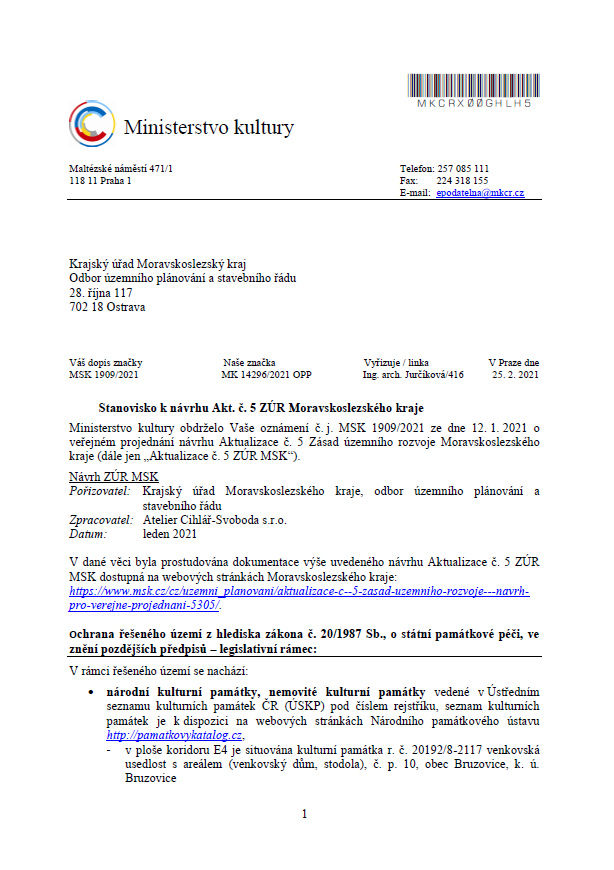 MKCRX00GHLH5
Ministerstvo kultury
Maltézské náměstí 471/1
118 11 Praha 1
Telefon: 257 085 111
Fax: 224 318 155
E-mail: epodatelna@mkcr.cz
Krajský úřad Moravskoslezský kraj
Odbor územního plánování a stavebního řádu
28. října 117
702 18 Ostrava
Váš dopis značky Naše značka Vyřizuje / linka V Praze dne
MSK 1909/2021 MK 14296/2021 OPP Ing. arch. Jurčíková/416 25. 2. 2021
Stanovisko k návrhu Akt. č. 5 ZÚR Moravskoslezského kraje
Ministerstvo kultury obdrželo Vaše oznámení č. j. MSK 1909/2021 ze dne 12. 1. 2021 o
veřejném projednání návrhu Aktualizace č. 5 Zásad územního rozvoje Moravskoslezského
kraje (dále jen „Aktualizace č. 5 ZÚR MSK“).
Návrh ZÚR MSK
Pořizovatel: Krajský úřad Moravskoslezského kraje, odbor územního plánování a
stavebního řádu
Zpracovatel: Atelier Cihlář-Svoboda s.r.o.
Datum: leden 2021
V dané věci byla prostudována dokumentace výše uvedeného návrhu Aktualizace č. 5 ZÚR
MSK dostupná na webových stránkách Moravskoslezského kraje:
https://www.msk.cz/cz/uzemni_planovani/aktualizace-c--5-zasad-uzemniho-rozvoje---navrh-
pro-verejne-projednani-5305/.
Ochrana řešeného území z hlediska zákona č. 20/1987 Sb., o státní památkové péči, ve
znění pozdějších předpisů – legislativní rámec:
V rámci řešeného území se nachází:
• národní kulturní památky, nemovité kulturní památky vedené v Ústředním
seznamu kulturních památek ČR (ÚSKP) pod číslem rejstříku, seznam kulturních
památek je k dispozici na webových stránkách Národního památkového ústavu
http://pamatkovykatalog.cz,
- v ploše koridoru E4 je situována kulturní památka r. č. 20192/8-2117 venkovská
usedlost s areálem (venkovský dům, stodola), č. p. 10, obec Bruzovice, k. ú.
Bruzovice
1